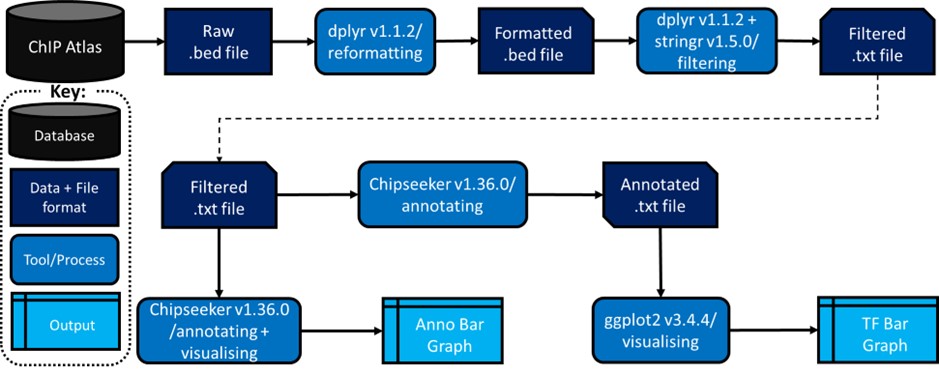 ChIP Atlas
Raw
.bed file
dplyr v1.1.2/
reformatting
Formatted
.bed file
dplyr v1.1.2 +
stringr v1.5.0/
filtering
Filtered
.txt file
Key:
Database
Data + File
format
Tool/Process
Output
Filtered
.txt file
Chipseeker v1.36.0/
annotating
Annotated
.txt file
Chipseeker v1.36.0
/annotating +
visualising
Anno Bar
Graph
ggplot2 v3.4.4/
visualising
TF Bar
Graph